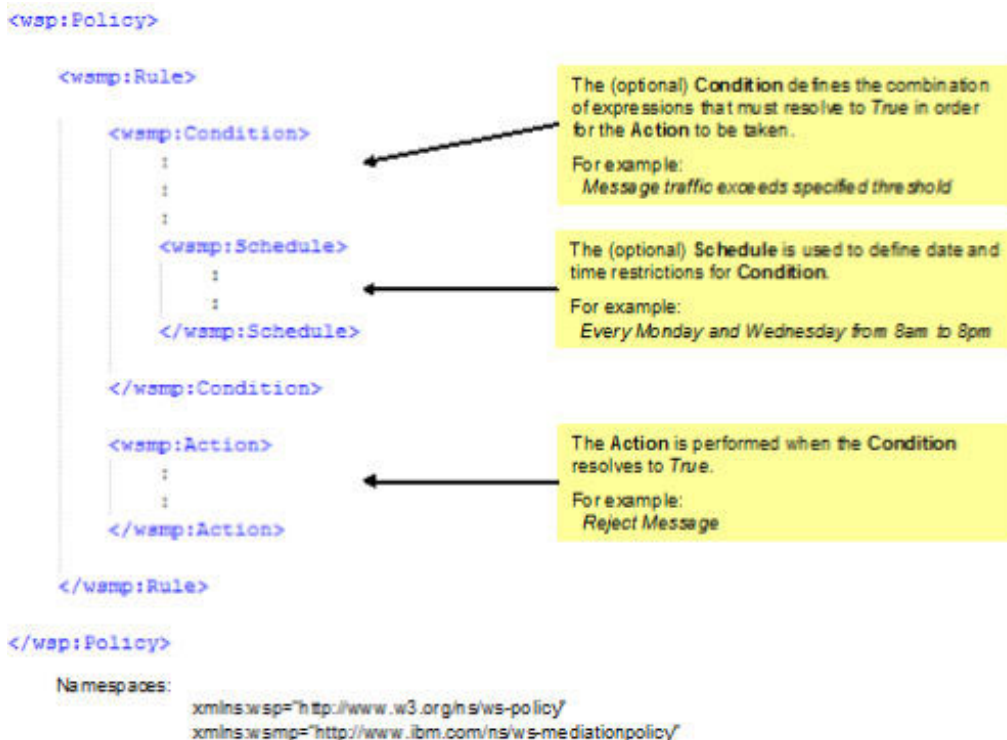 <wsp:Policy>
<wsmp:Rule>
<wsmp:Condition>
:
:
:
<wsmp:Schedule>
:
:
</wsmp:Schedule>
</wsmp:Condition>
<wsmp:Action>
:
:
</wsmp:Action>
</wsmp:Rule>
</wsp:Policy>
The (optional) Condition defines the combination
of expressions that must resolve to True in order
for the Action to be taken.
For example:
Message traffic exceeds specified threshold
The (optional) Schedule is used to define date and
time restrictions for Condition.
For example:
Every Monday and Wednesday from 8am to 8pm
The Action is performed when the Condition
resolves to True.
For example:
Reject Message
Namespaces:
xmlns:wsp="http://www.w3.org/ns/ws-policy"
xmlns:wsmp="http://www.ibm.com/ns/ws-mediationpolicy"